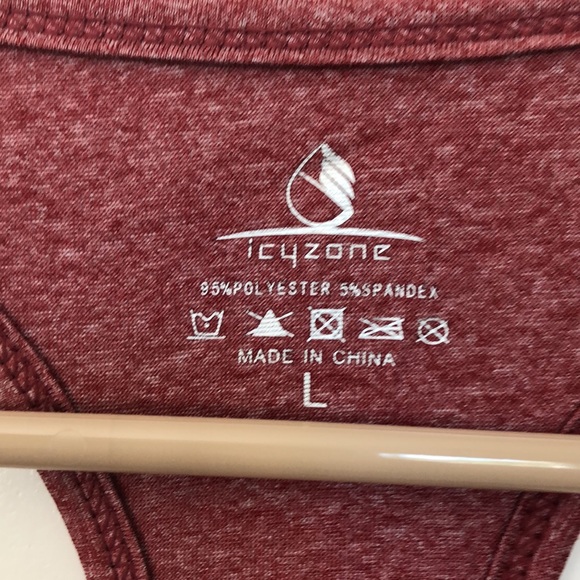 icyzone
95%POLYESTER 5%SPANDEX
MADE IN CHINA
L